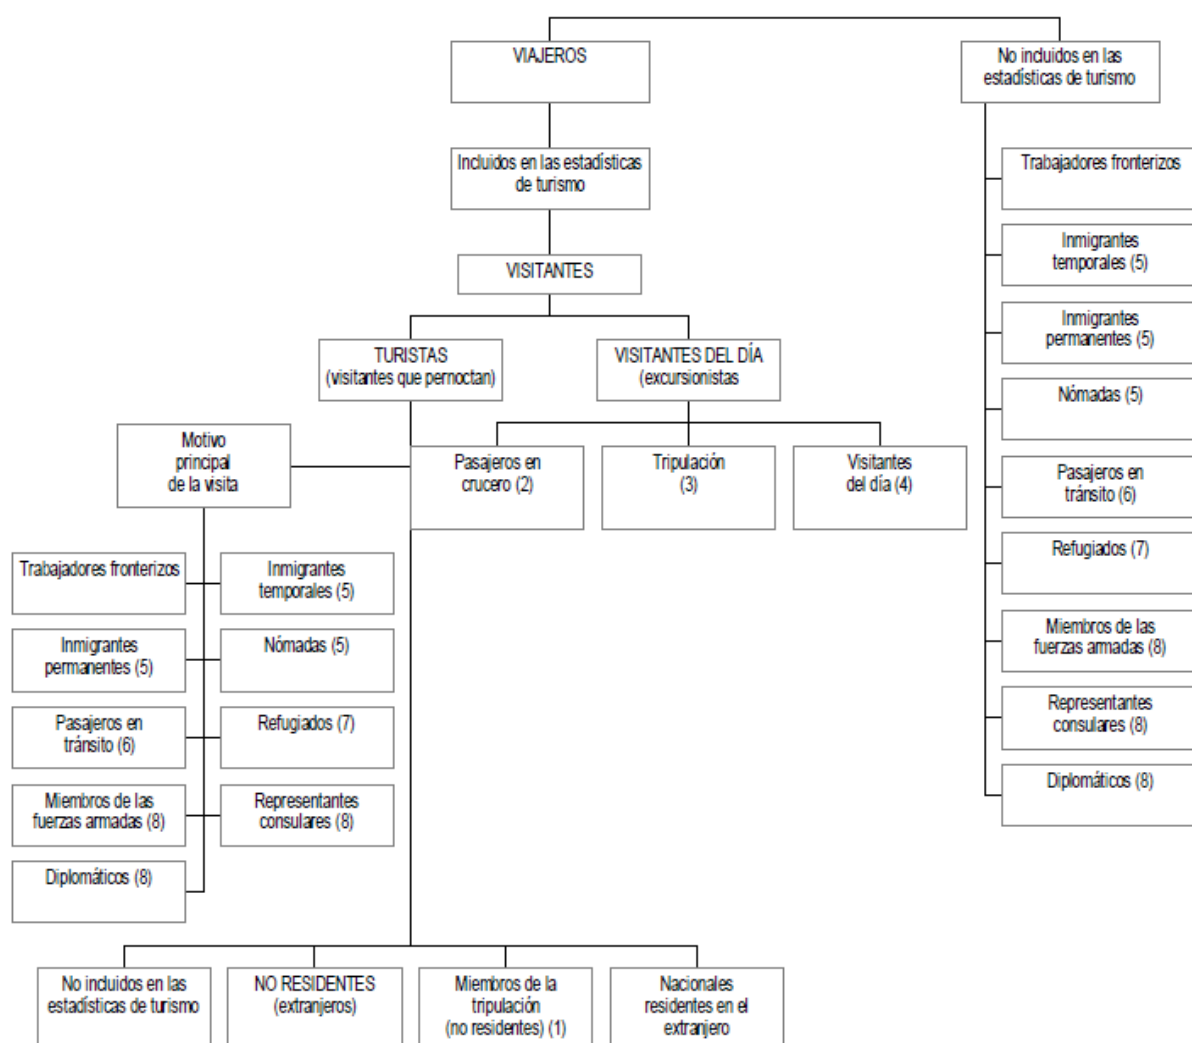 VIAJEROS
No incluidos en las
estadísticas de turismo
Incluidos en las estadísticas
de turismo
VISITANTES
TURISTAS
(visitantes que pernoctan)
VISITANTES DEL DÍA
(excursionistas
Motivo
principal
de la visita
Pasajeros en
crucero (2)
Tripulación
(3)
Visitantes
del día (4)
Trabajadores fronterizos
Inmigrantes
temporales (5)
Inmigrantes
permanentes (5)
Nómadas (5)
Pasajeros en
tránsito (6)
Refugiados (7)
Miembros de las
fuerzas armadas (8)
Representantes
consulares (8)
Diplomáticos (8)
Trabajadores fronterizos
Inmigrantes
temporales (5)
Inmigrantes
permanentes (5)
Nómadas (5)
Pasajeros en
tránsito (6)
Refugiados (7)
Miembros de las
fuerzas armadas (8)
Representantes
consulares (8)
Diplomáticos (8)
No incluidos en las
estadísticas de turismo
NO RESIDENTES
(extranjeros)
Miembros de la
tripulación
(no residentes) (1)
Nacionales
residentes en el
extranjero